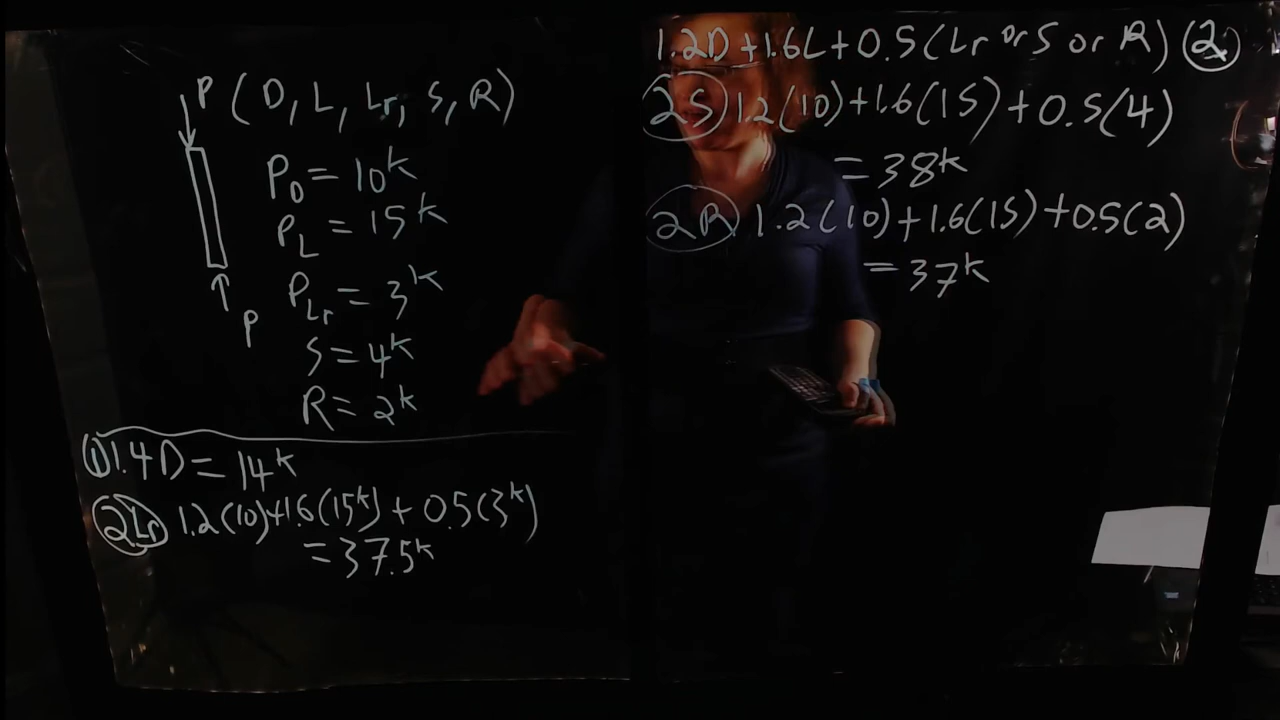 P (D, L, Lr, S, R)
P_D = 10^k
P_L = 15^k
P_Lr = 3^k
P
S = 4^k
R = 2^k
① 1.4D = 14^k
2Lr 1.2(10)+1.6(15^k) + 0.5(3^k)
= 37.5^k
1.2D+1.6L+0.5(Lr or S or R) (2.)
2S 1.2(10)+1.6(15)+0.5(4)
= 38^k
2R 1.2(10)+1.6(15)+0.5(2)
= 37^k